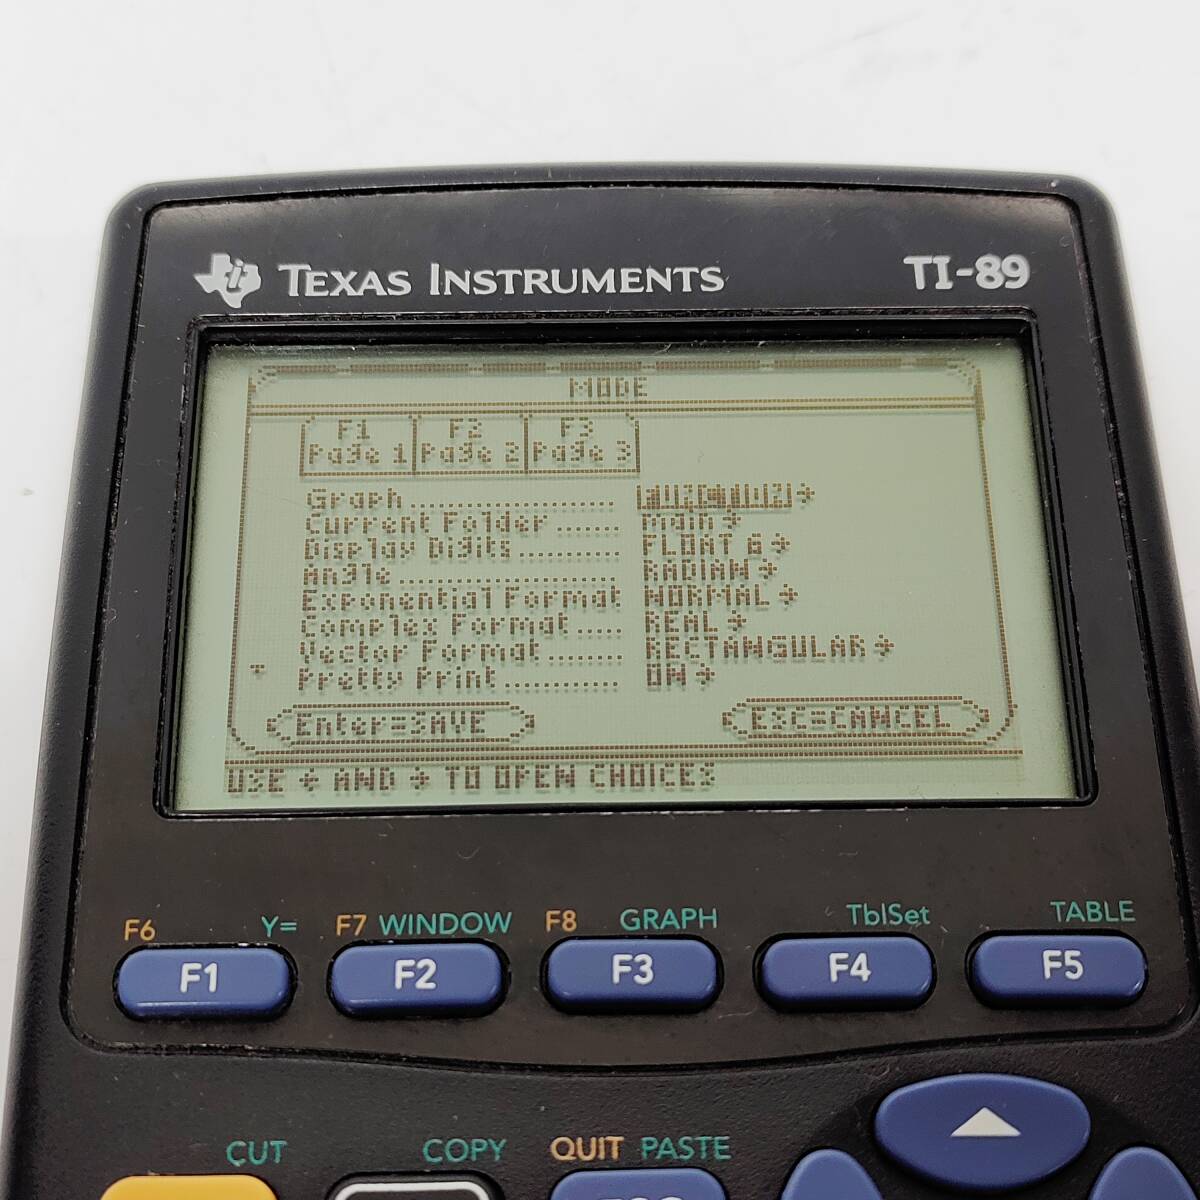 TEXAS INSTRUMENTS
TI-89
MODE
F1 F2 F3
Page 1 Page 2 Page 3
Graph.................... →
Current Folder ....... Main→
Display Digits.......... FLOAT 6→
Angle...................... RADIAN→
Exponential Format NORMAL→
Complex Format..... REAL→
Vector Format........ RECTANGULAR→
Pretty Print............ ON→
Enter=SAVE ESC=CANCEL
USE ← AND → TO OPEN CHOICES
F6 Y= F7 WINDOW F8 GRAPH TblSet TABLE
F1 F2 F3 F4 F5
CUT COPY QUIT PASTE
ESC